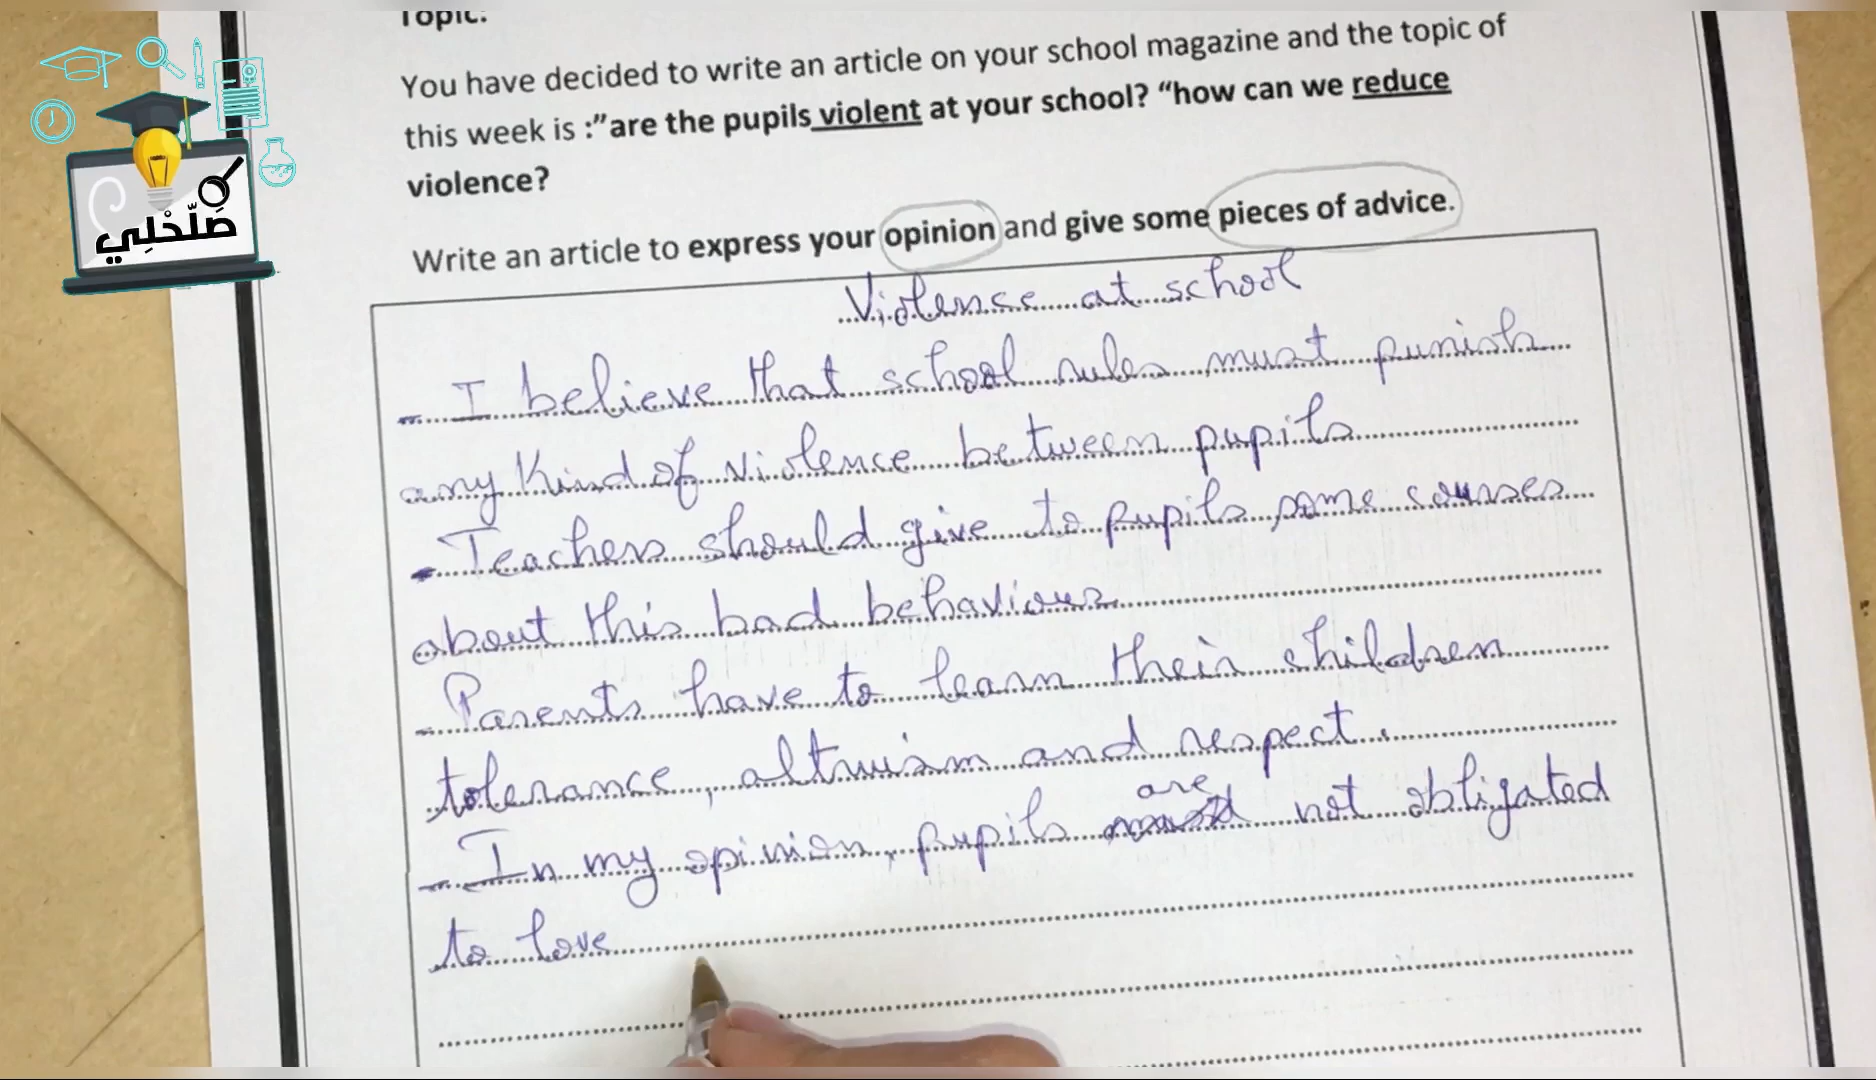 Topic:
You have decided to write an article on your school magazine and the topic of
this week is :”are the pupils violent at your school? “how can we reduce
violence?
Write an article to express your opinion and give some pieces of advice.
صَلَّحْلِي
Violence at school
- I believe that school rules must punish
any kind of violence between pupils
- Teachers should give to pupils some courses
about this bad behaviour
- Parents have to learn their children
tolerance, altruism and respect.
- In my opinion, pupils are not obligated
to love